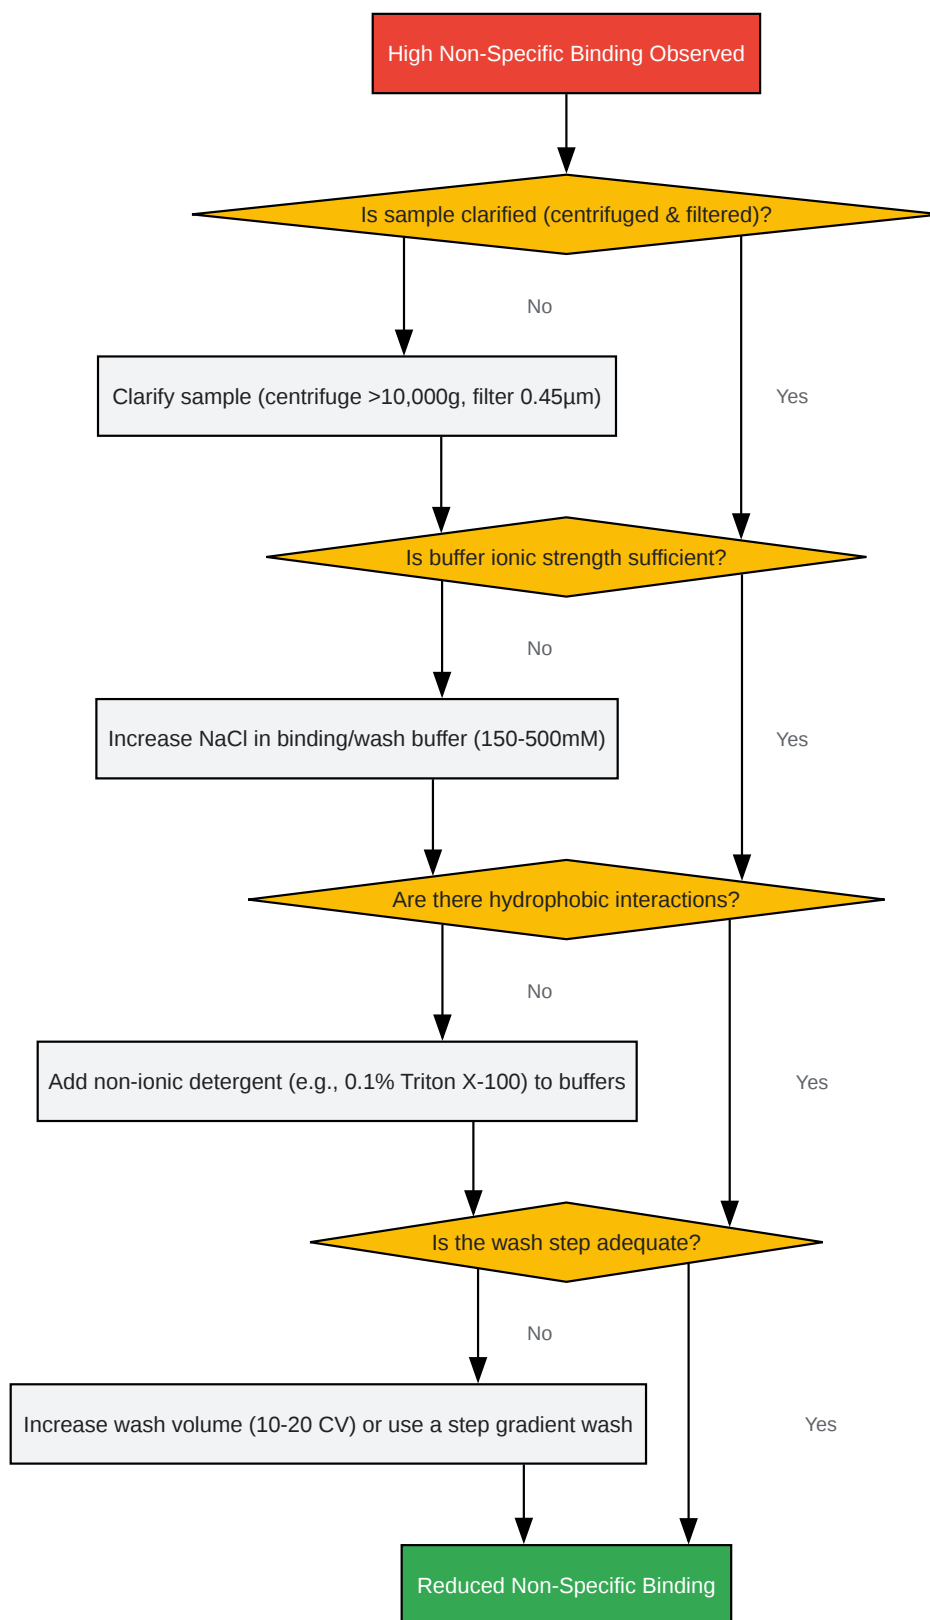 High Non-Specific Binding Observed
Is sample clarified (centrifuged & filtered)?
No
Clarify sample (centrifuge >10,000g, filter 0.45µm)
Yes
Is buffer ionic strength sufficient?
No
Increase NaCl in binding/wash buffer (150-500mM)
Yes
Are there hydrophobic interactions?
No
Add non-ionic detergent (e.g., 0.1% Triton X-100) to buffers
Yes
Is the wash step adequate?
No
Increase wash volume (10-20 CV) or use a step gradient wash
Yes
Reduced Non-Specific Binding